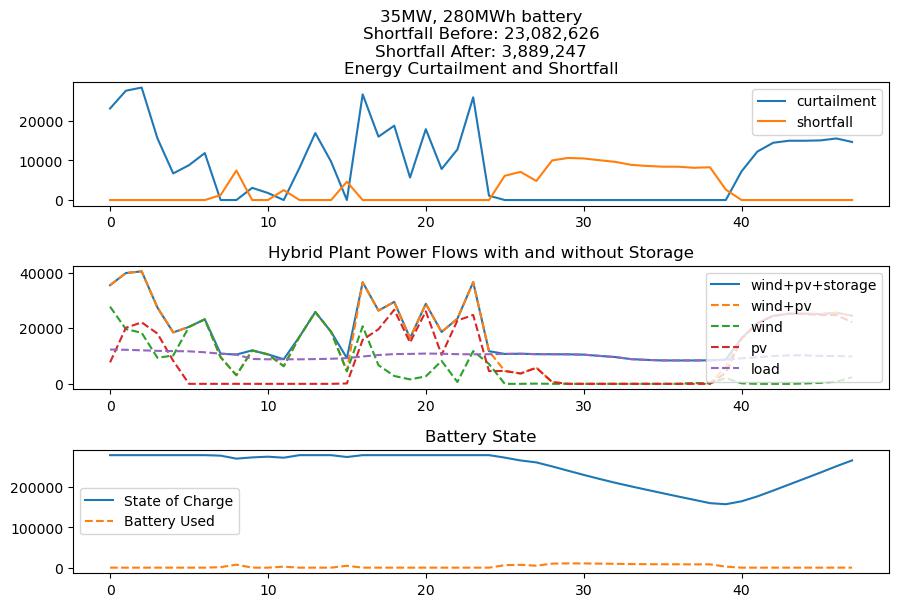 35MW, 280MWh battery
Shortfall Before: 23,082,626
Shortfall After: 3,889,247
Energy Curtailment and Shortfall
20000
10000
0
curtailment
shortfall
0 10 20 30 40
Hybrid Plant Power Flows with and without Storage
40000
20000
0
wind+pv+storage
wind+pv
wind
pv
load
0 10 20 30 40
Battery State
200000
100000
0
State of Charge
Battery Used
0 10 20 30 40